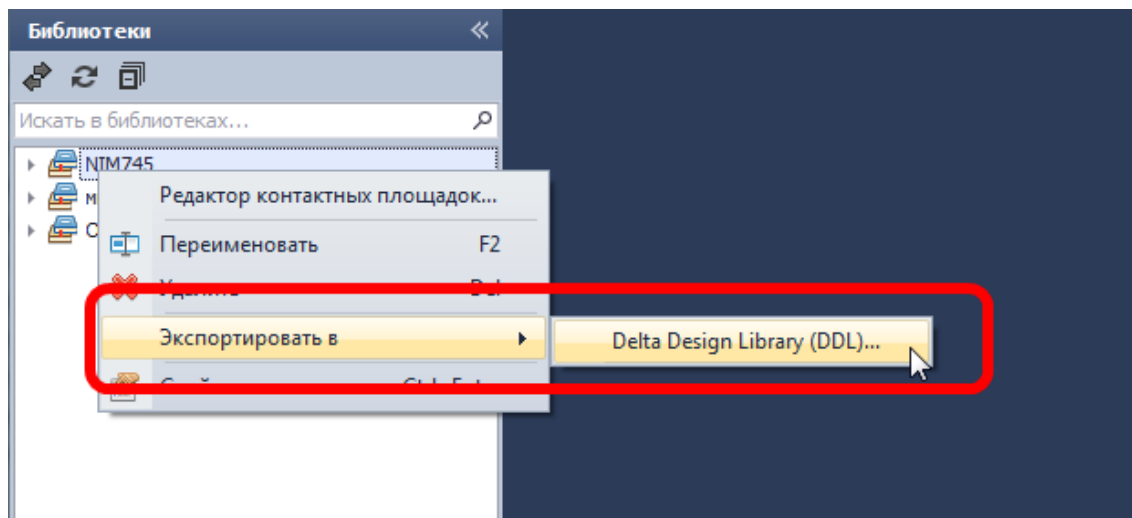 Библиотеки
Искать в библиотеках...
NIM745
Редактор контактных площадок...
Переименовать F2
Экспортировать в
Delta Design Library (DDL)...